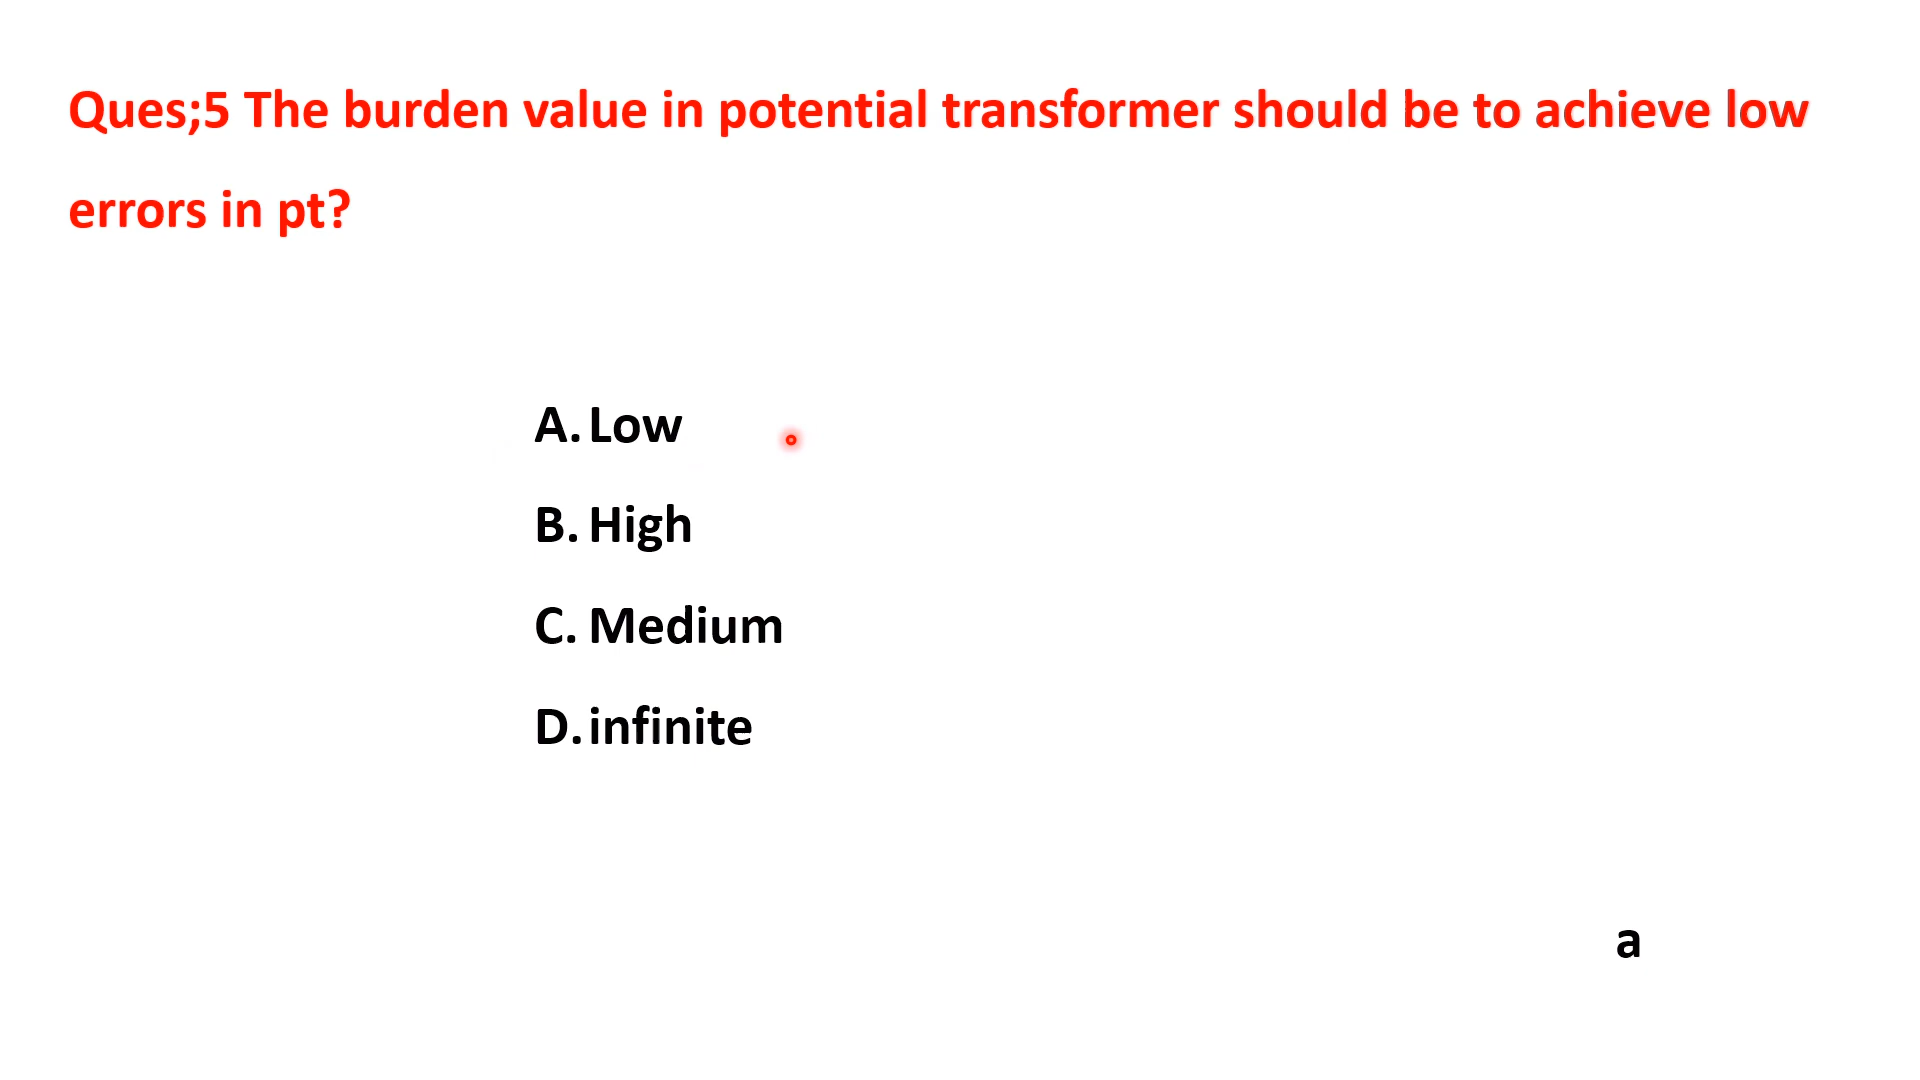 Ques;5 The burden value in potential transformer should be to achieve low
errors in pt?
A. Low
B. High
C. Medium
D. infinite
a